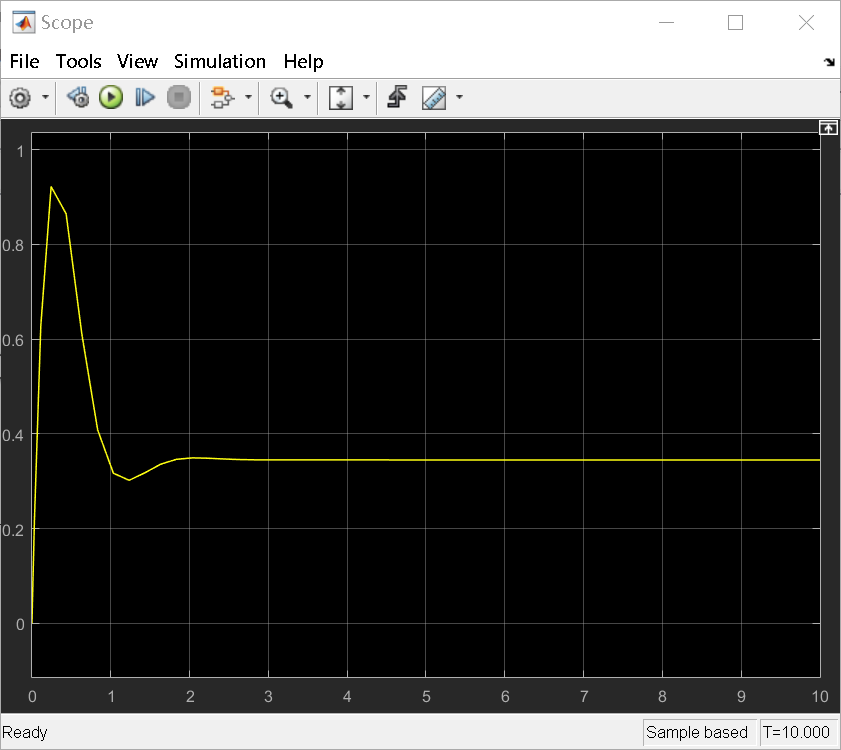 Scope
File Tools View Simulation Help
1
0.8
0.6
0.4
0.2
0
0 1 2 3 4 5 6 7 8 9 10
Ready Sample based T=10.000